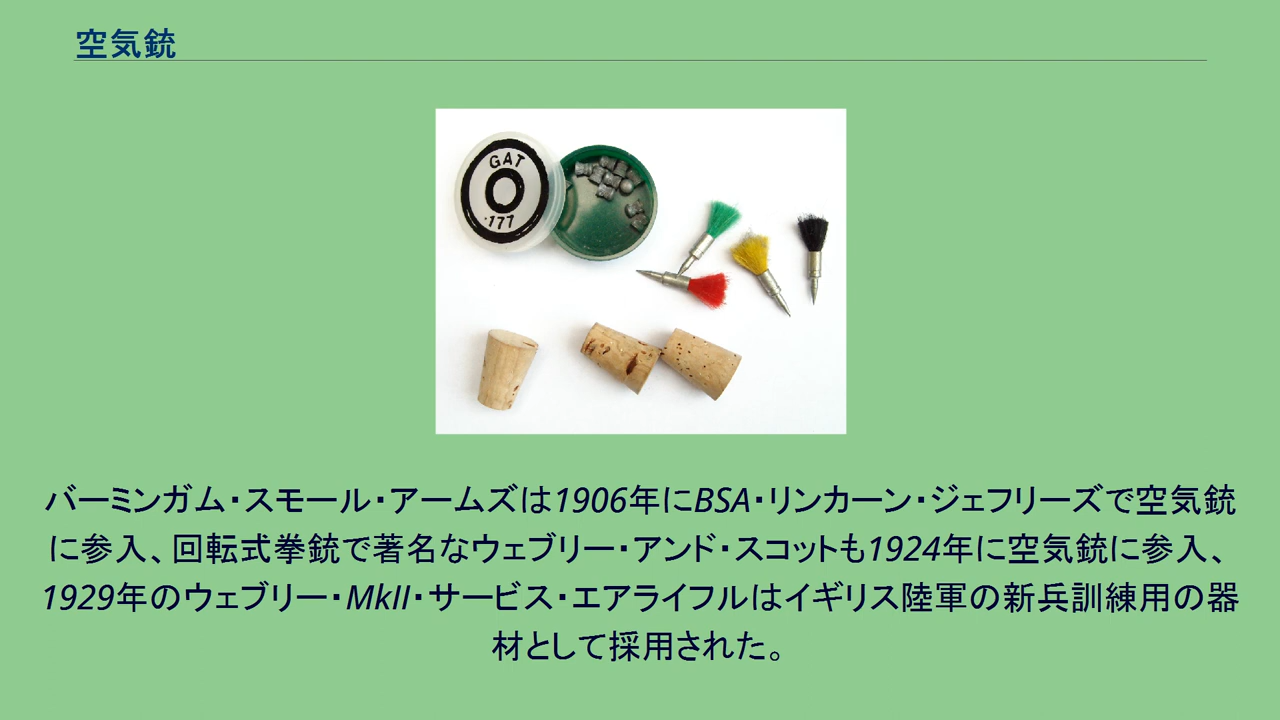 空気銃
GAT
.177
バーミンガム・スモール・アームズは1906年にBSA・リンカーン・ジェフリーズで空気銃
に参入、回転式拳銃で著名なウェブリー・アンド・スコットも1924年に空気銃に参入、
1929年のウェブリー・MkII・サービス・エアライフルはイギリス陸軍の新兵訓練用の器
材として採用された。